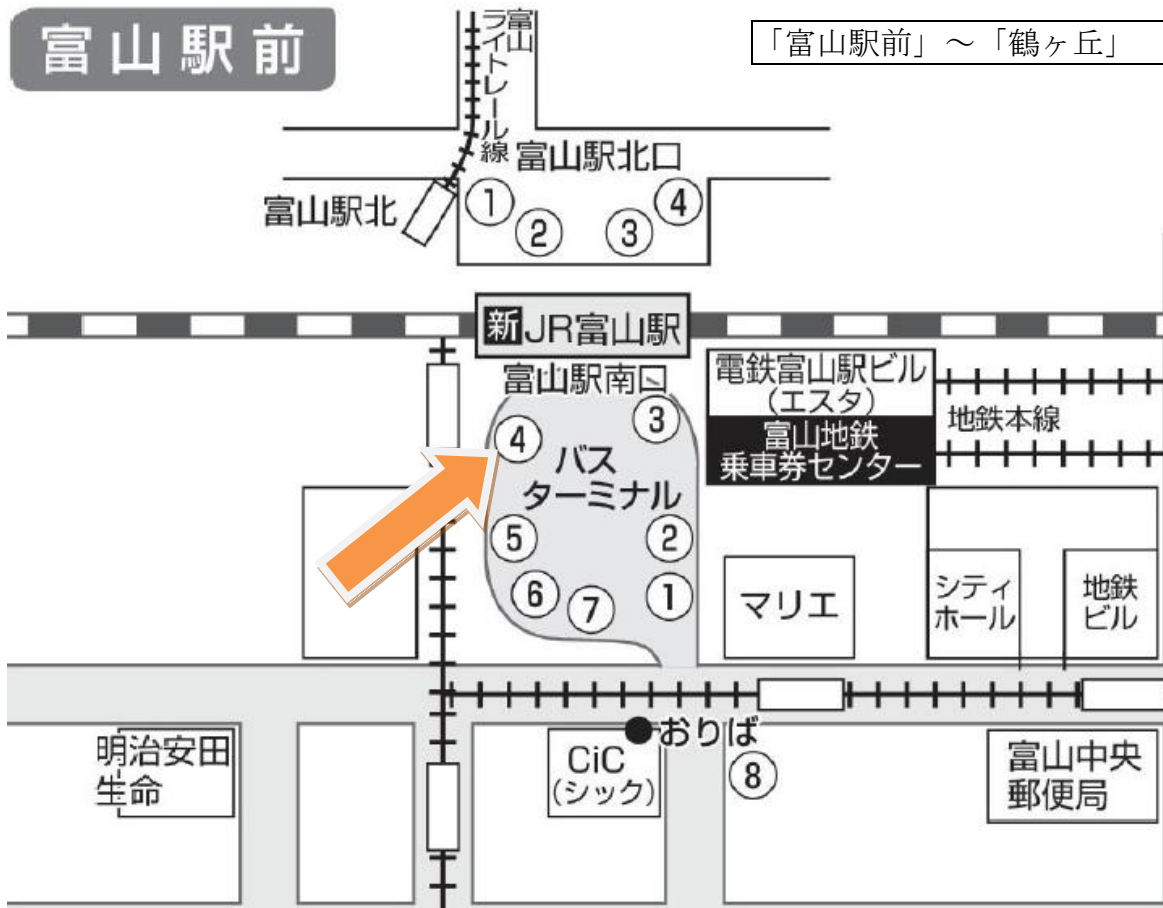 富山駅前
「富山駅前」～「鶴ヶ丘」
富山
ライトレール線
富山駅北口
富山駅北
①
②
③
④
新JR富山駅
富山駅南口
④
③
バス
ターミナル
⑤
②
⑥
⑦
①
電鉄富山駅ビル
(エスタ)
富山地鉄
乗車券センター
地鉄本線
マリエ
シティ
ホール
地鉄
ビル
明治安田
生命
CiC
(シック)
おりば
⑧
富山中央
郵便局